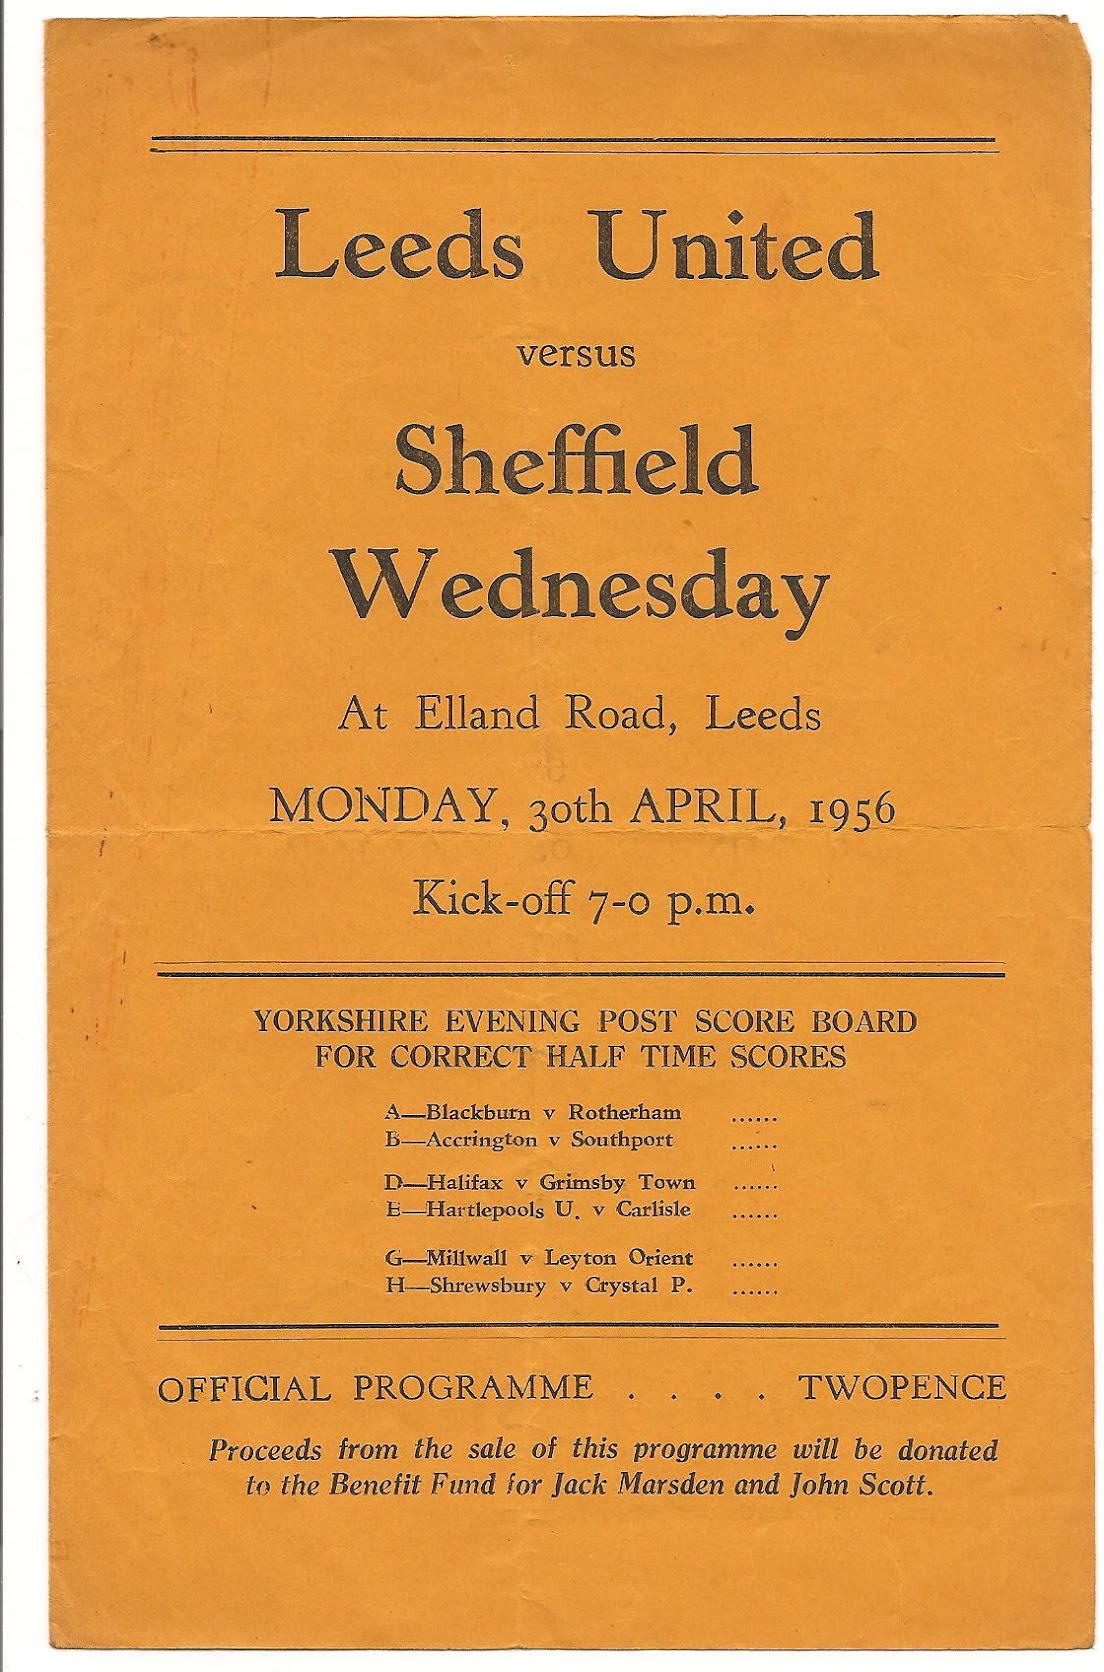 Leeds United
versus
Sheffield
Wednesday
At Elland Road, Leeds
MONDAY, 30th APRIL, 1956
Kick-off 7-0 p.m.
YORKSHIRE EVENING POST SCORE BOARD
FOR CORRECT HALF TIME SCORES
A—Blackburn v Rotherham ......
B—Accrington v Southport ......
D—Halifax v Grimsby Town ......
E—Hartlepools U. v Carlisle ......
G—Millwall v Leyton Orient ......
H—Shrewsbury v Crystal P. ......
OFFICIAL PROGRAMME . . . . TWOPENCE
Proceeds from the sale of this programme will be donated
to the Benefit Fund for Jack Marsden and John Scott.